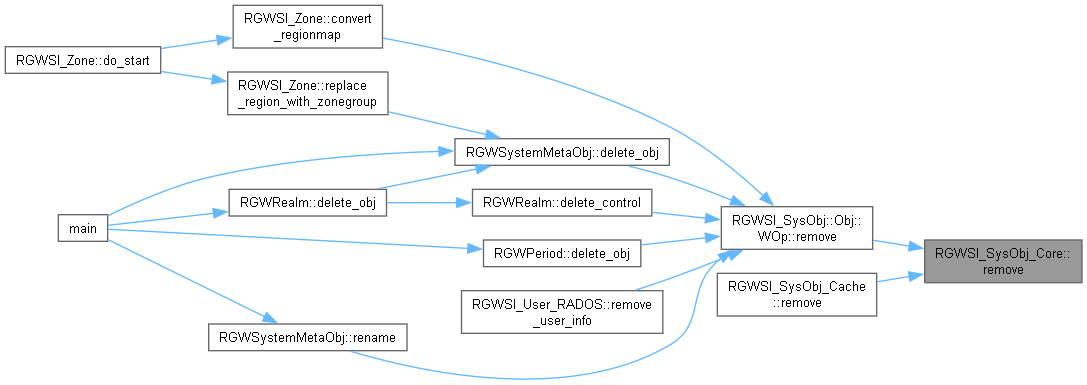 RGWSI_Zone::convert
_regionmap
RGWSI_Zone::do_start
RGWSI_Zone::replace
_region_with_zonegroup
RGWSystemMetaObj::delete_obj
RGWRealm::delete_obj
RGWRealm::delete_control
main
RGWSI_SysObj::Obj::
WOp::remove
RGWPeriod::delete_obj
RGWSI_SysObj_Core::
remove
RGWSI_SysObj_Cache
::remove
RGWSI_User_RADOS::remove
_user_info
RGWSystemMetaObj::rename